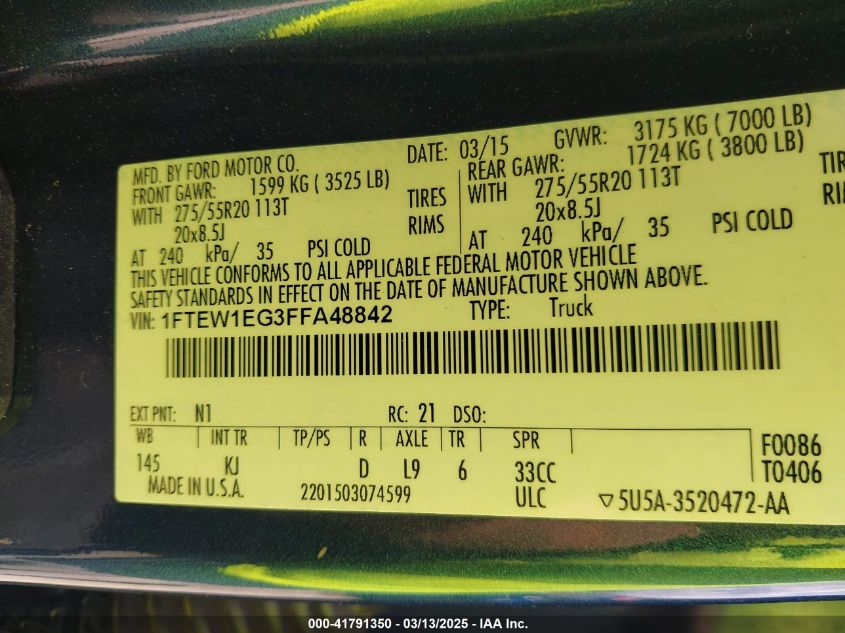 MFD. BY FORD MOTOR CO. DATE: 03/15 GVWR: 3175 KG ( 7000 LB)
FRONT GAWR: 1599 KG ( 3525 LB) REAR GAWR: 1724 KG ( 3800 LB)
WITH 275/55R20 113T TIRES WITH 275/55R20 113T
20x8.5J RIMS 20x8.5J
AT 240 kPa/ 35 PSI COLD AT 240 kPa/ 35 PSI COLD
THIS VEHICLE CONFORMS TO ALL APPLICABLE FEDERAL MOTOR VEHICLE
SAFETY STANDARDS IN EFFECT ON THE DATE OF MANUFACTURE SHOWN ABOVE.
VIN: 1FTEW1EG3FFA48842 TYPE: Truck
EXT PNT: N1 RC: 21 DSO:
WB INT TR TP/PS R AXLE TR SPR F0086
145 KJ D L9 6 33CC T0406
MADE IN U.S.A. 2201503074599 ULC ▽5U5A-3520472-AA
000-41791350 / 03/13/2025 / IAA Inc.